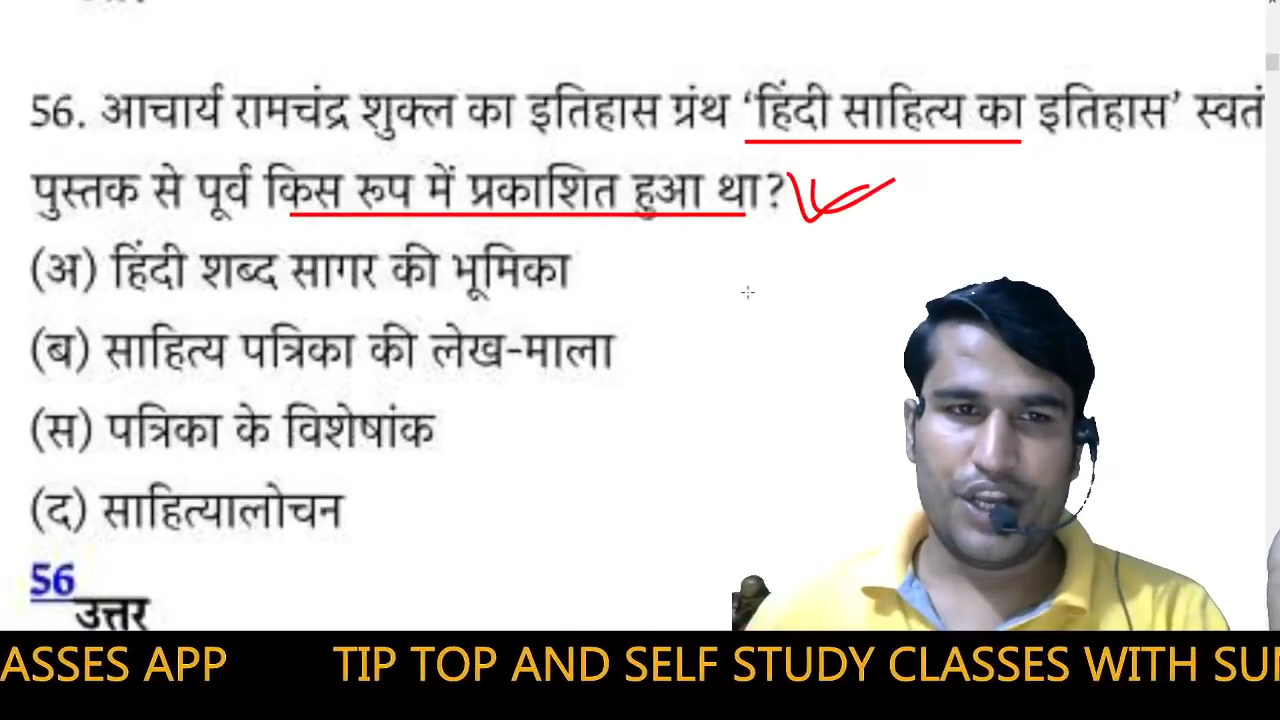 56. आचार्य रामचंद्र शुक्ल का इतिहास ग्रंथ ‘हिंदी साहित्य का इतिहास’ स्वतं
पुस्तक से पूर्व किस रूप में प्रकाशित हुआ था?
(अ) हिंदी शब्द सागर की भूमिका
(ब) साहित्य पत्रिका की लेख-माला
(स) पत्रिका के विशेषांक
(द) साहित्यालोचन
56
उत्तर
ASSES APP TIP TOP AND SELF STUDY CLASSES WITH SU